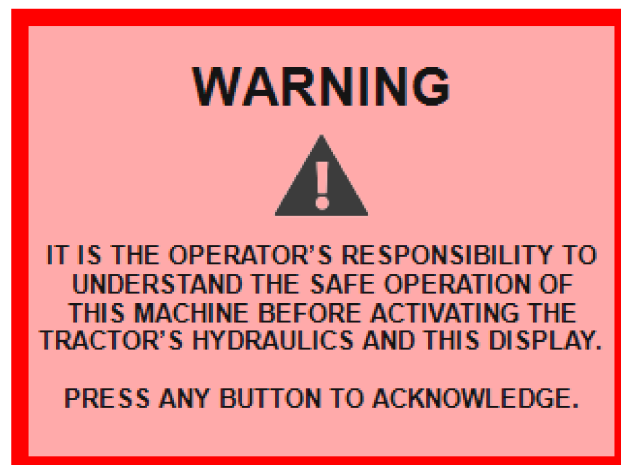 WARNING
!
IT IS THE OPERATOR’S RESPONSIBILITY TO
UNDERSTAND THE SAFE OPERATION OF
THIS MACHINE BEFORE ACTIVATING THE
TRACTOR’S HYDRAULICS AND THIS DISPLAY.
PRESS ANY BUTTON TO ACKNOWLEDGE.